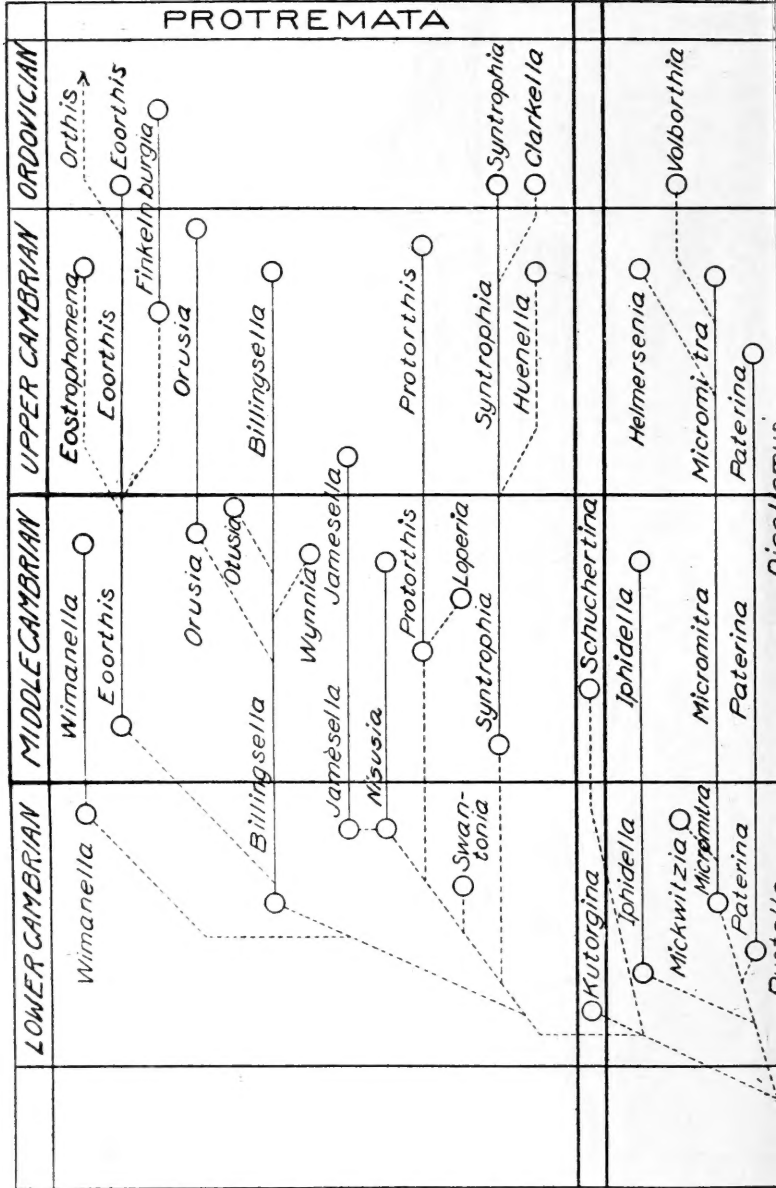 PROTREMATA
ORDOVICIAN
Orthis
Eoorthis
Finkelnburgia
Syntrophia
Clarkella
Volborthia
UPPER CAMBRIAN
Eostrophomena
Eoorthis
Orusia
Billingsella
Protorthis
Syntrophia
Huenella
Helmersenia
Micromitra
Paterina
MIDDLE CAMBRIAN
Wimanella
Eoorthis
Orusia
Otusia
Wynnia
Jamesella
Nisusia
Protorthis
Loperia
Syntrophia
Schuchertina
Iphidella
Micromitra
Paterina
LOWER CAMBRIAN
Wimanella
Billingsella
Jamesella
Swan-
tonia
Kutorgina
Iphidella
Mickwitzia
Micromitra
Paterina